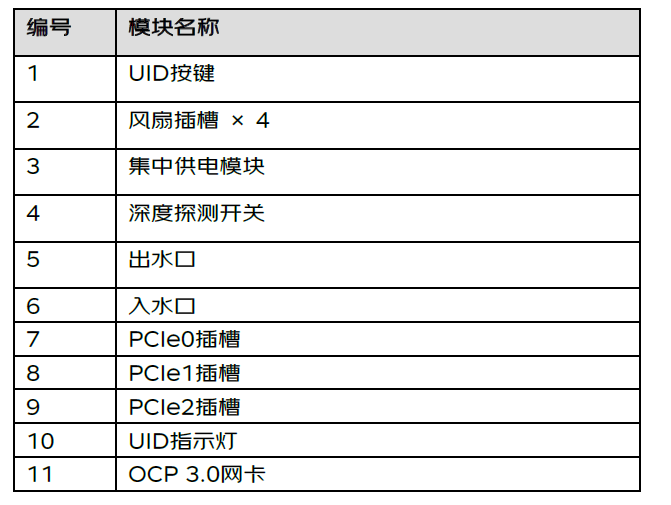 编号 模块名称
1 UID按键
2 风扇插槽 × 4
3 集中供电模块
4 深度探测开关
5 出水口
6 入水口
7 PCIe0插槽
8 PCIe1插槽
9 PCIe2插槽
10 UID指示灯
11 OCP 3.0网卡